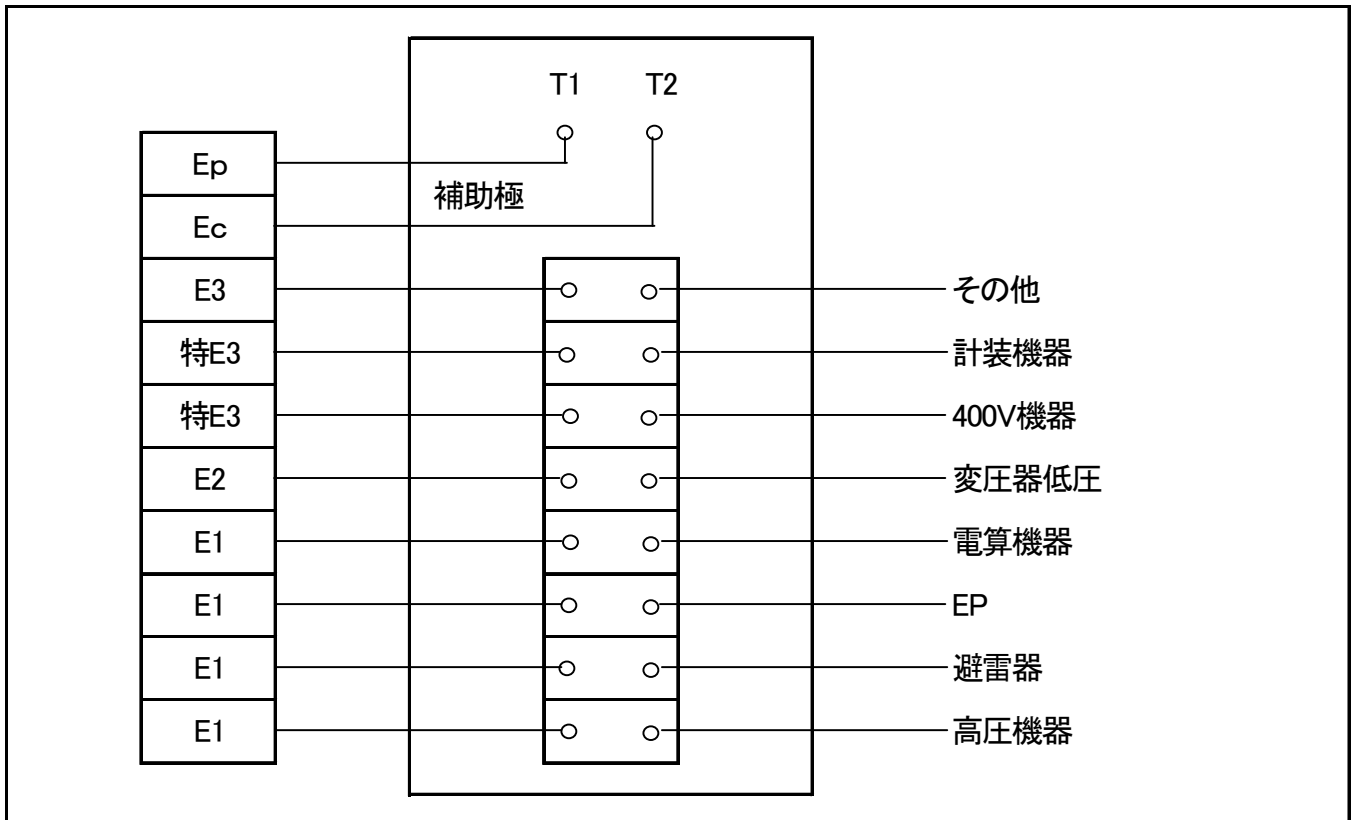 T1 T2
Ep
補助極
Ec
E3 その他
特E3 計装機器
特E3 400V機器
E2 変圧器低圧
E1 電算機器
E1 EP
E1 避雷器
E1 高圧機器